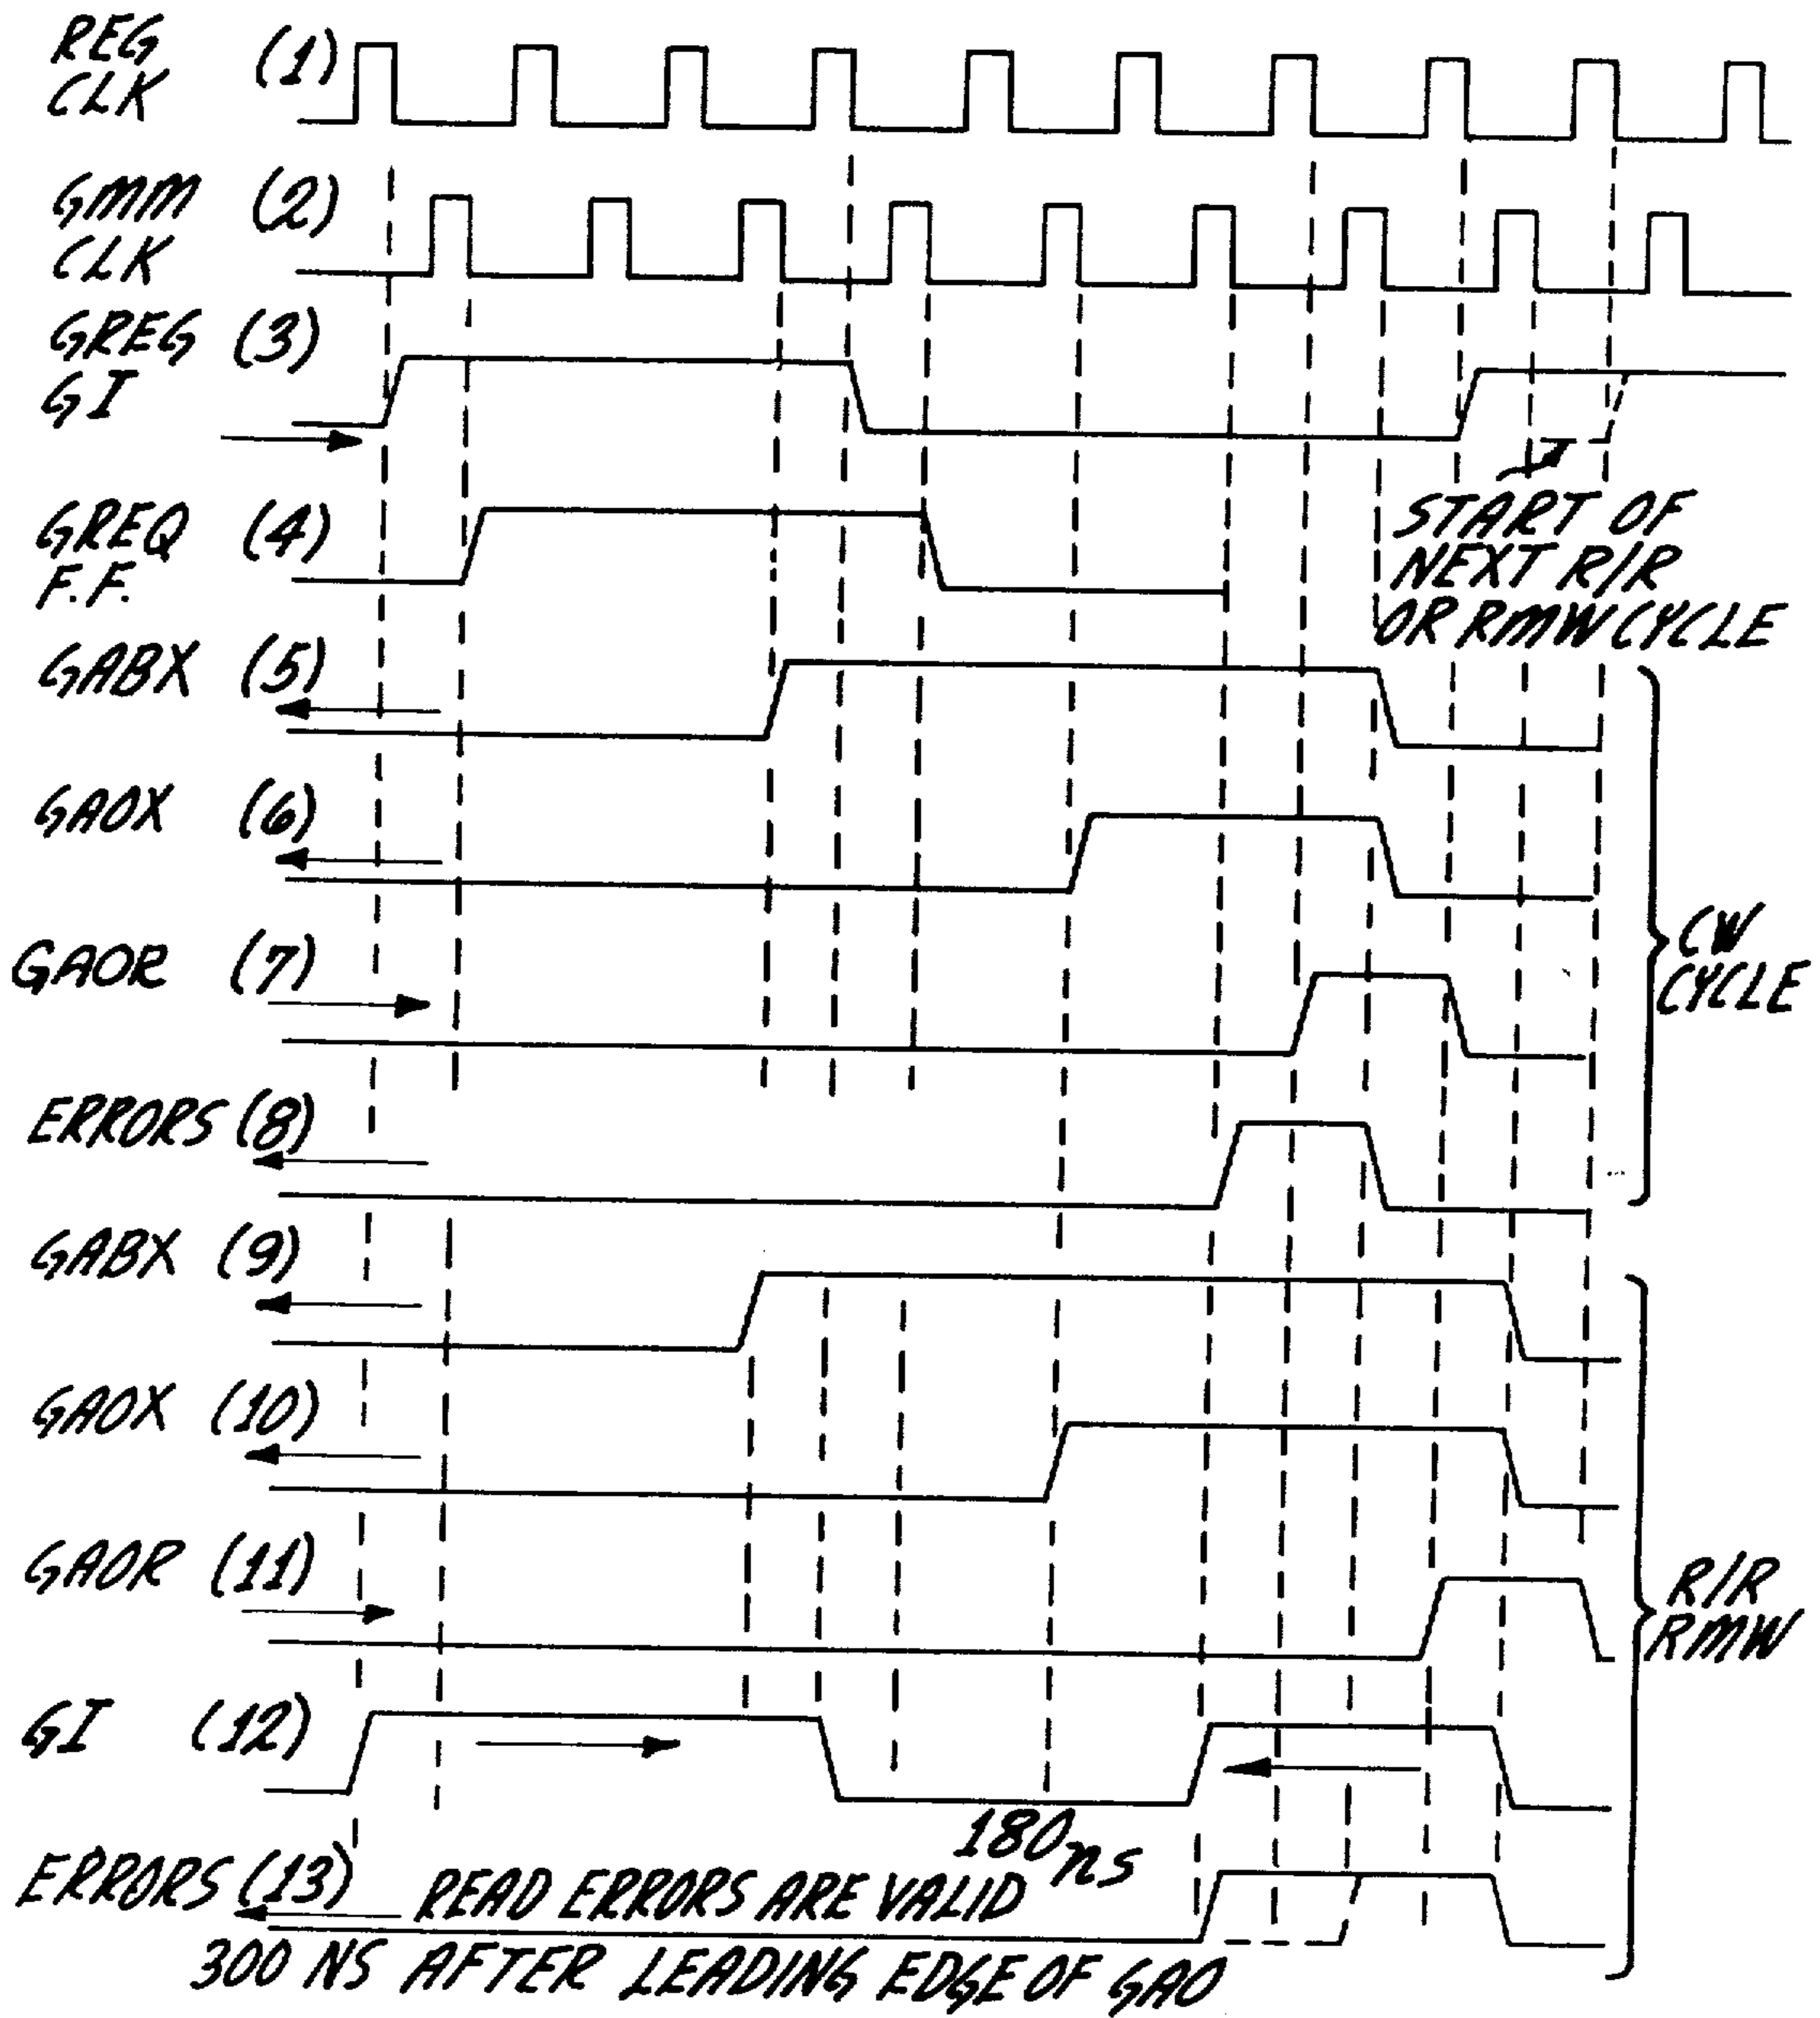 REG (1)
CLK
GMM (2)
CLK
GREG (3)
GI
GREQ (4)
F.F.
START OF
NEXT R/R
OR RMW CYCLE
GABX (5)
GAOX (6)
GAOR (7)
CW
CYCLE
ERRORS (8)
GABX (9)
GAOX (10)
GAOR (11)
R/R
RMW
GI (12)
180ns
ERRORS (13) READ ERRORS ARE VALID
300 NS AFTER LEADING EDGE OF GAO